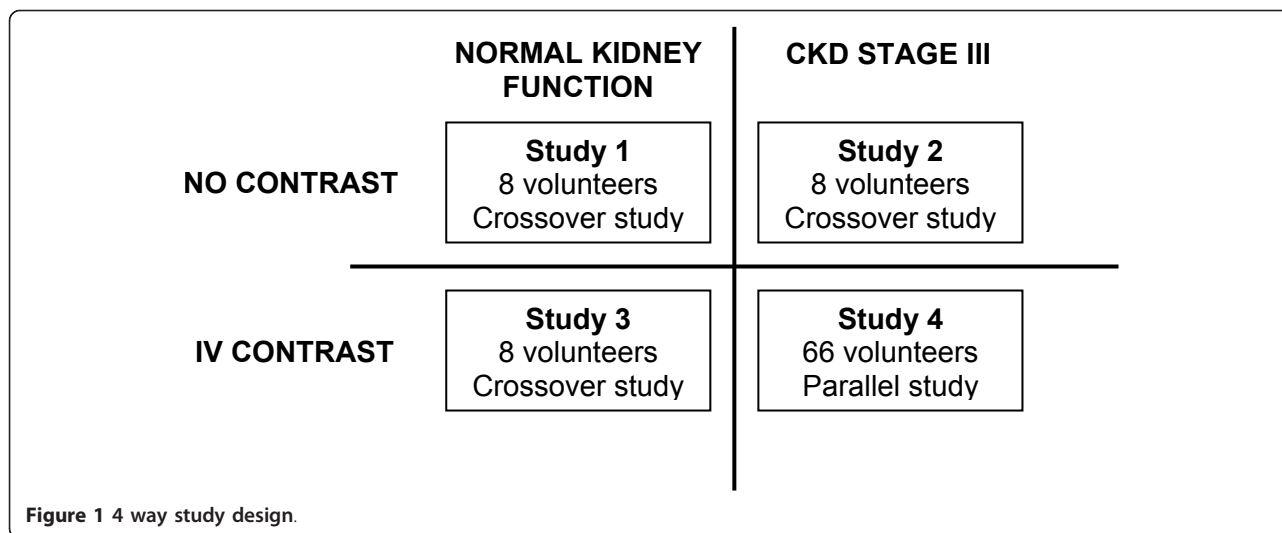 NORMAL KIDNEY
FUNCTION
CKD STAGE III
NO CONTRAST
Study 1
8 volunteers
Crossover study
Study 2
8 volunteers
Crossover study
IV CONTRAST
Study 3
8 volunteers
Crossover study
Study 4
66 volunteers
Parallel study
Figure 1 4 way study design.